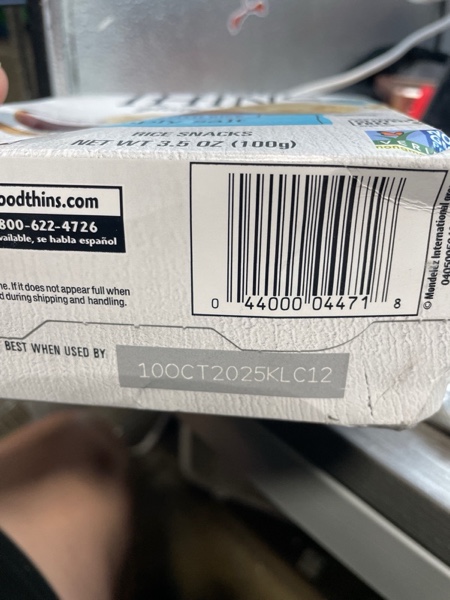 RICE SNACKS
NET WT 3.5 OZ (100g)
oodthins.com
800-622-4726
vailable, se habla español
ne. If it does not appear full when
d during shipping and handling.
0 44000 04471 8
© Mondelēz International
BEST WHEN USED BY
10OCT2025KLC12